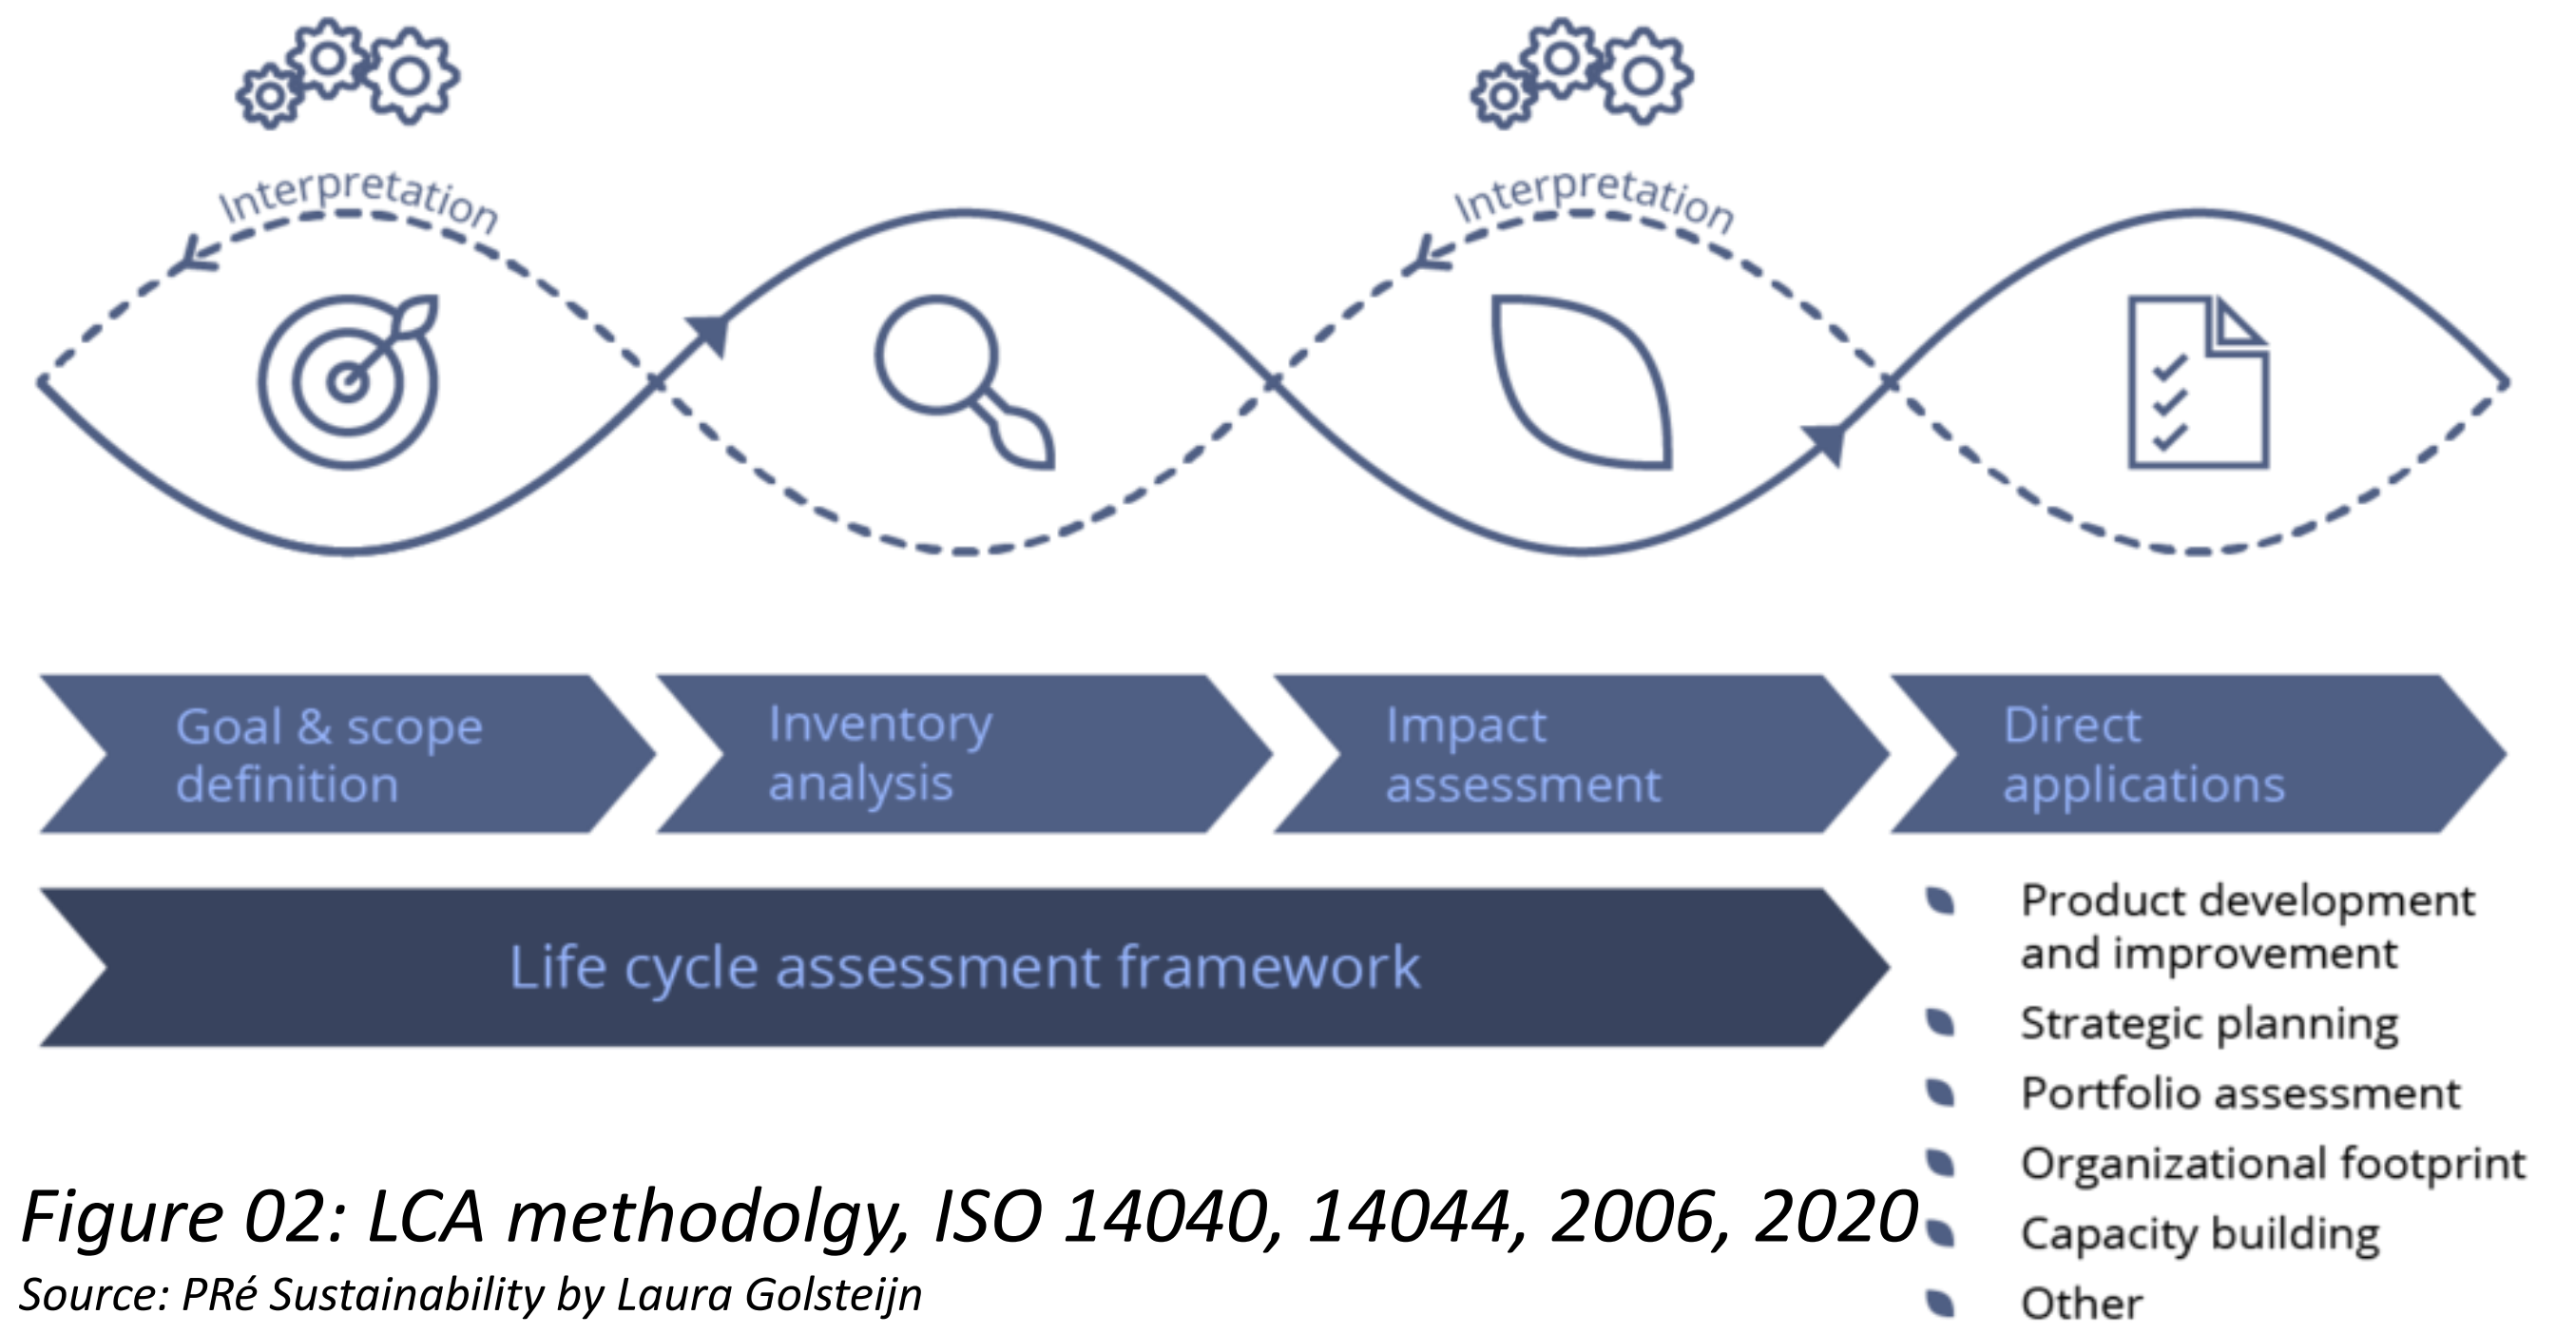 Interpretation
Interpretation
Goal & scope
definition
Inventory
analysis
Impact
assessment
Direct
applications
Life cycle assessment framework
Product development
and improvement
Strategic planning
Portfolio assessment
Organizational footprint
Capacity building
Other
Figure 02: LCA methodolgy, ISO 14040, 14044, 2006, 2020
Source: PRé Sustainability by Laura Golsteijn